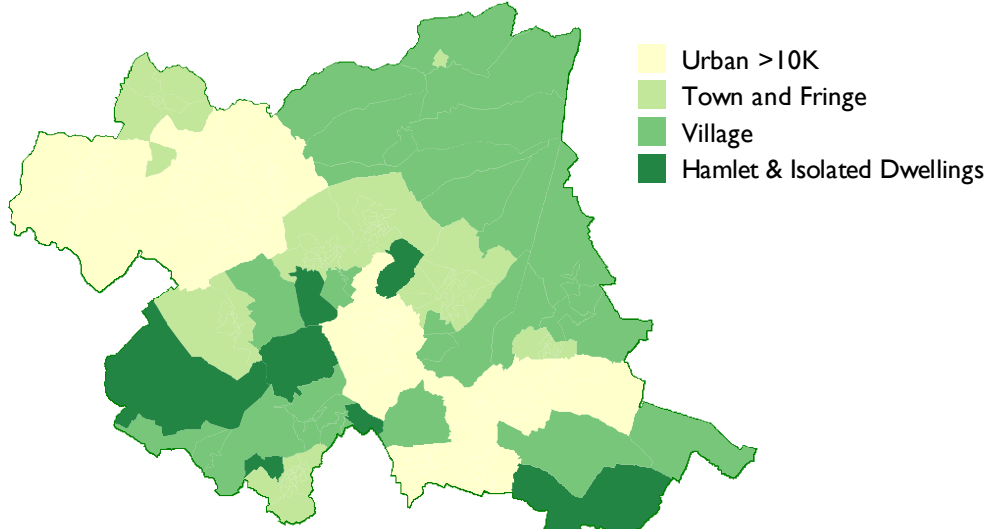 Urban >10K
Town and Fringe
Village
Hamlet & Isolated Dwellings